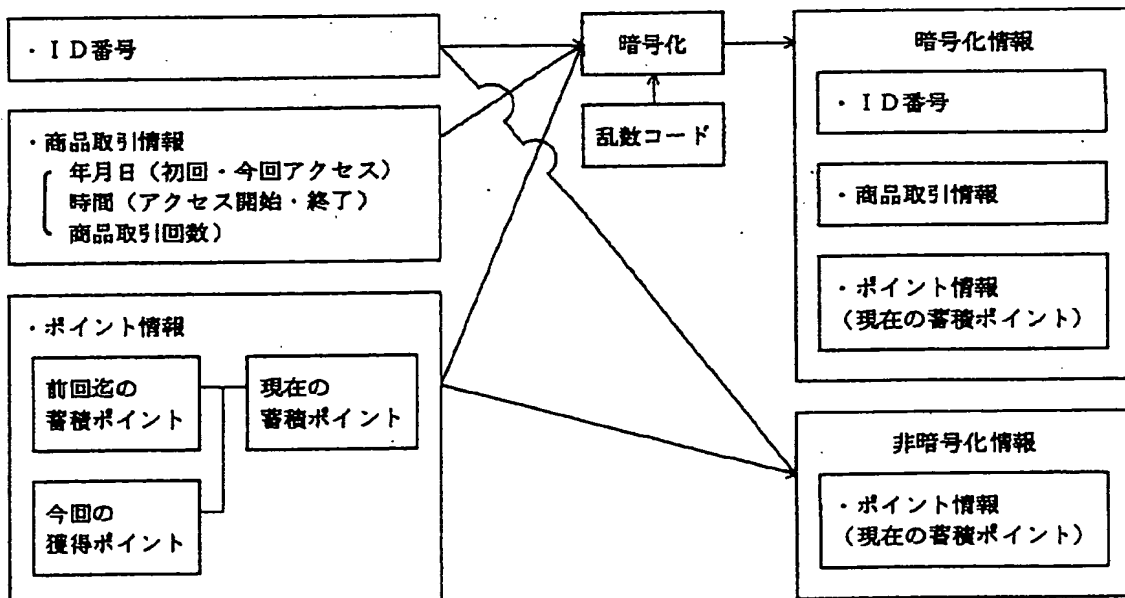 ・ＩＤ番号
・商品取引情報
年月日（初回・今回アクセス）
時間（アクセス開始・終了）
商品取引回数）
・ポイント情報
前回迄の
蓄積ポイント
現在の
蓄積ポイント
今回の
獲得ポイント
暗号化
乱数コード
暗号化情報
・ＩＤ番号
・商品取引情報
・ポイント情報
（現在の蓄積ポイント）
非暗号化情報
・ポイント情報
（現在の蓄積ポイント）